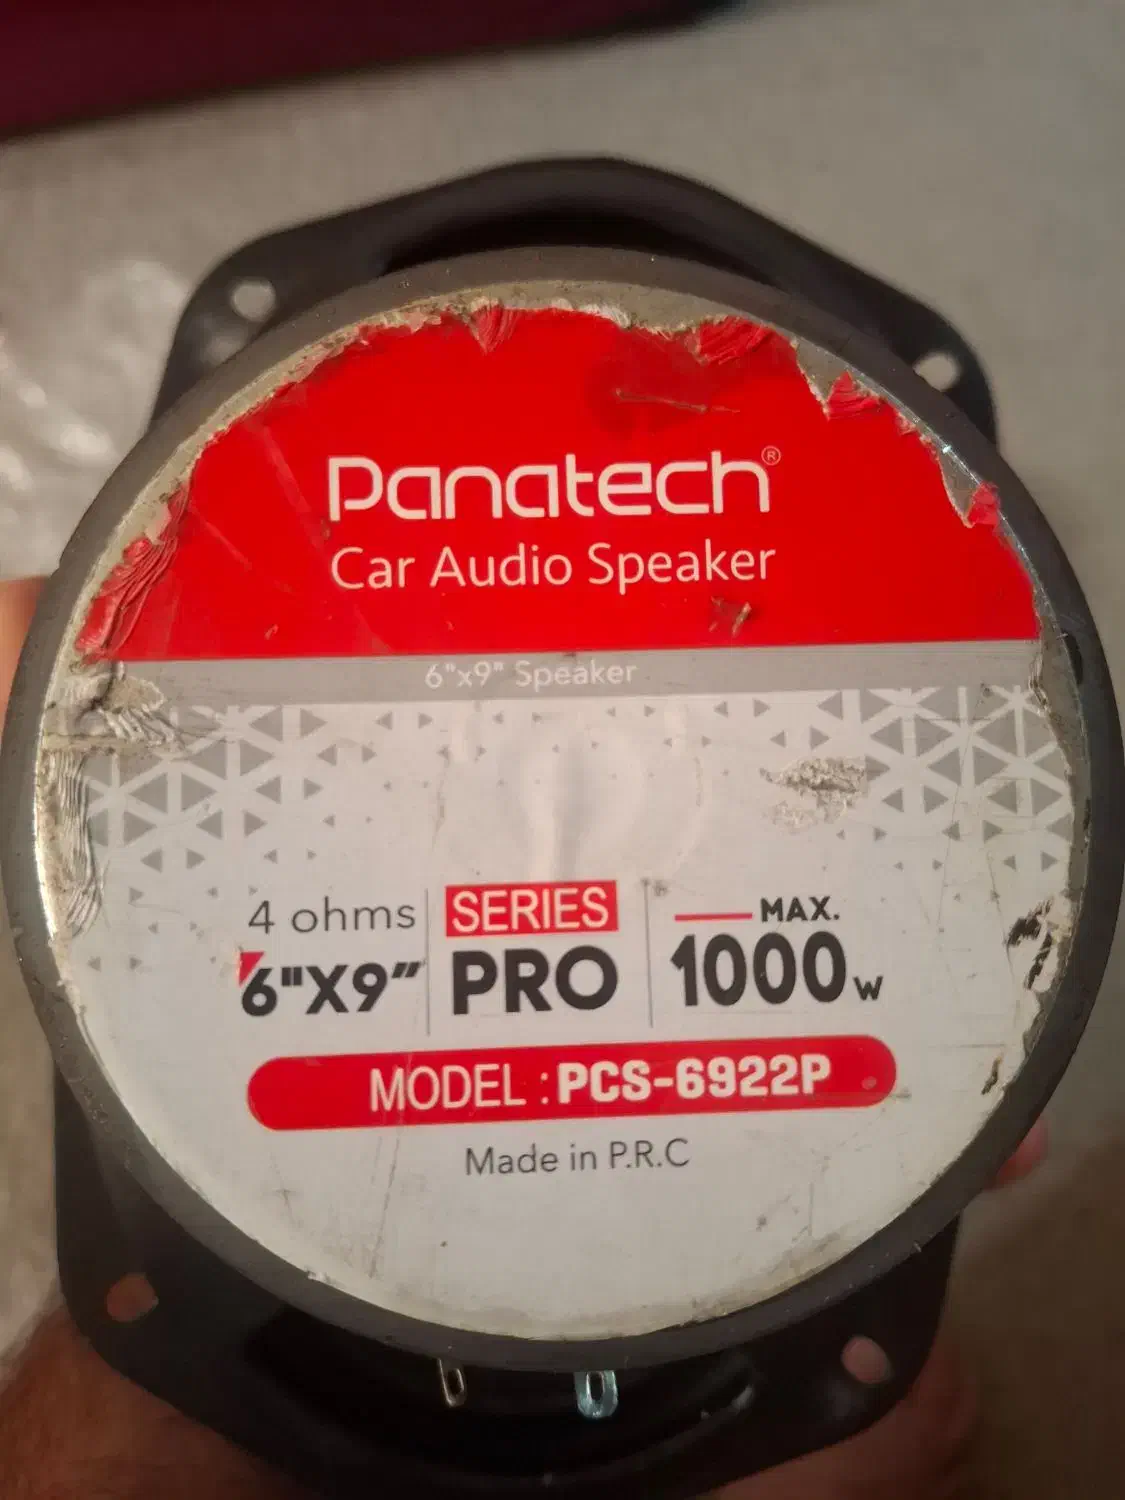 Panatech®
Car Audio Speaker
6"x9" Speaker
4 ohms
6"X9"
SERIES
PRO
MAX.
1000w
MODEL : PCS-6922P
Made in P.R.C